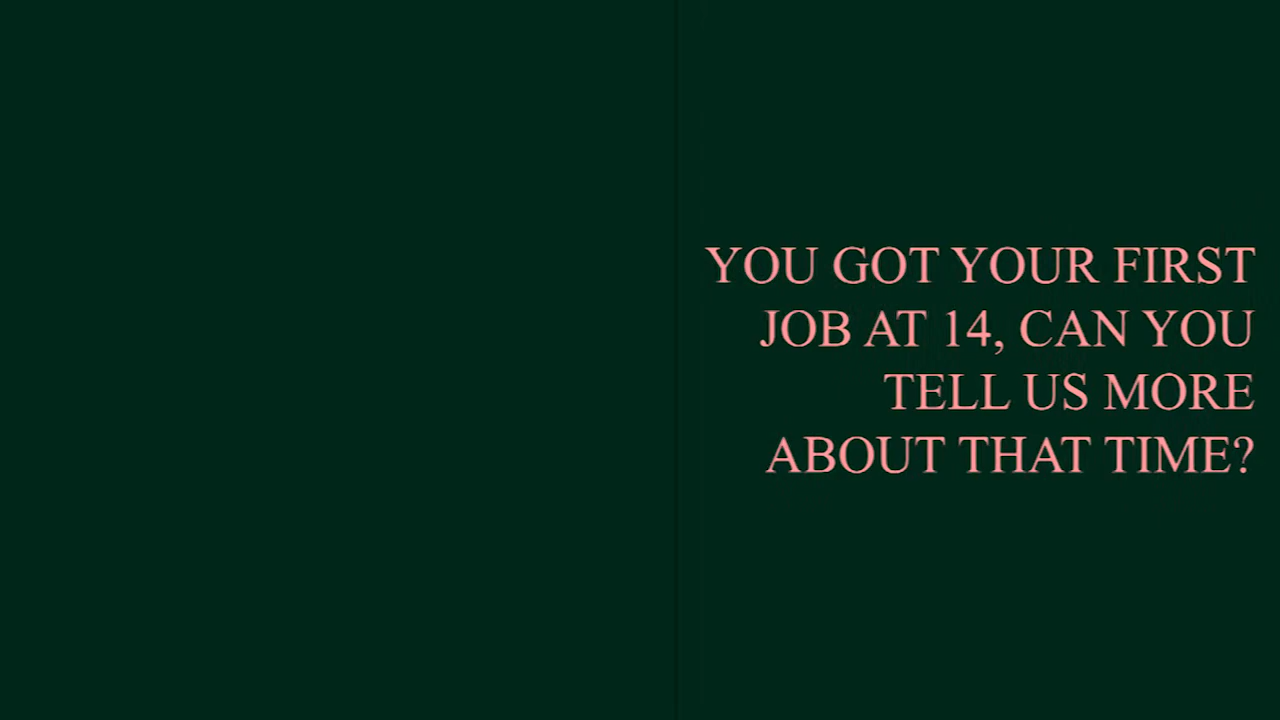 YOU GOT YOUR FIRST
JOB AT 14, CAN YOU
TELL US MORE
ABOUT THAT TIME?